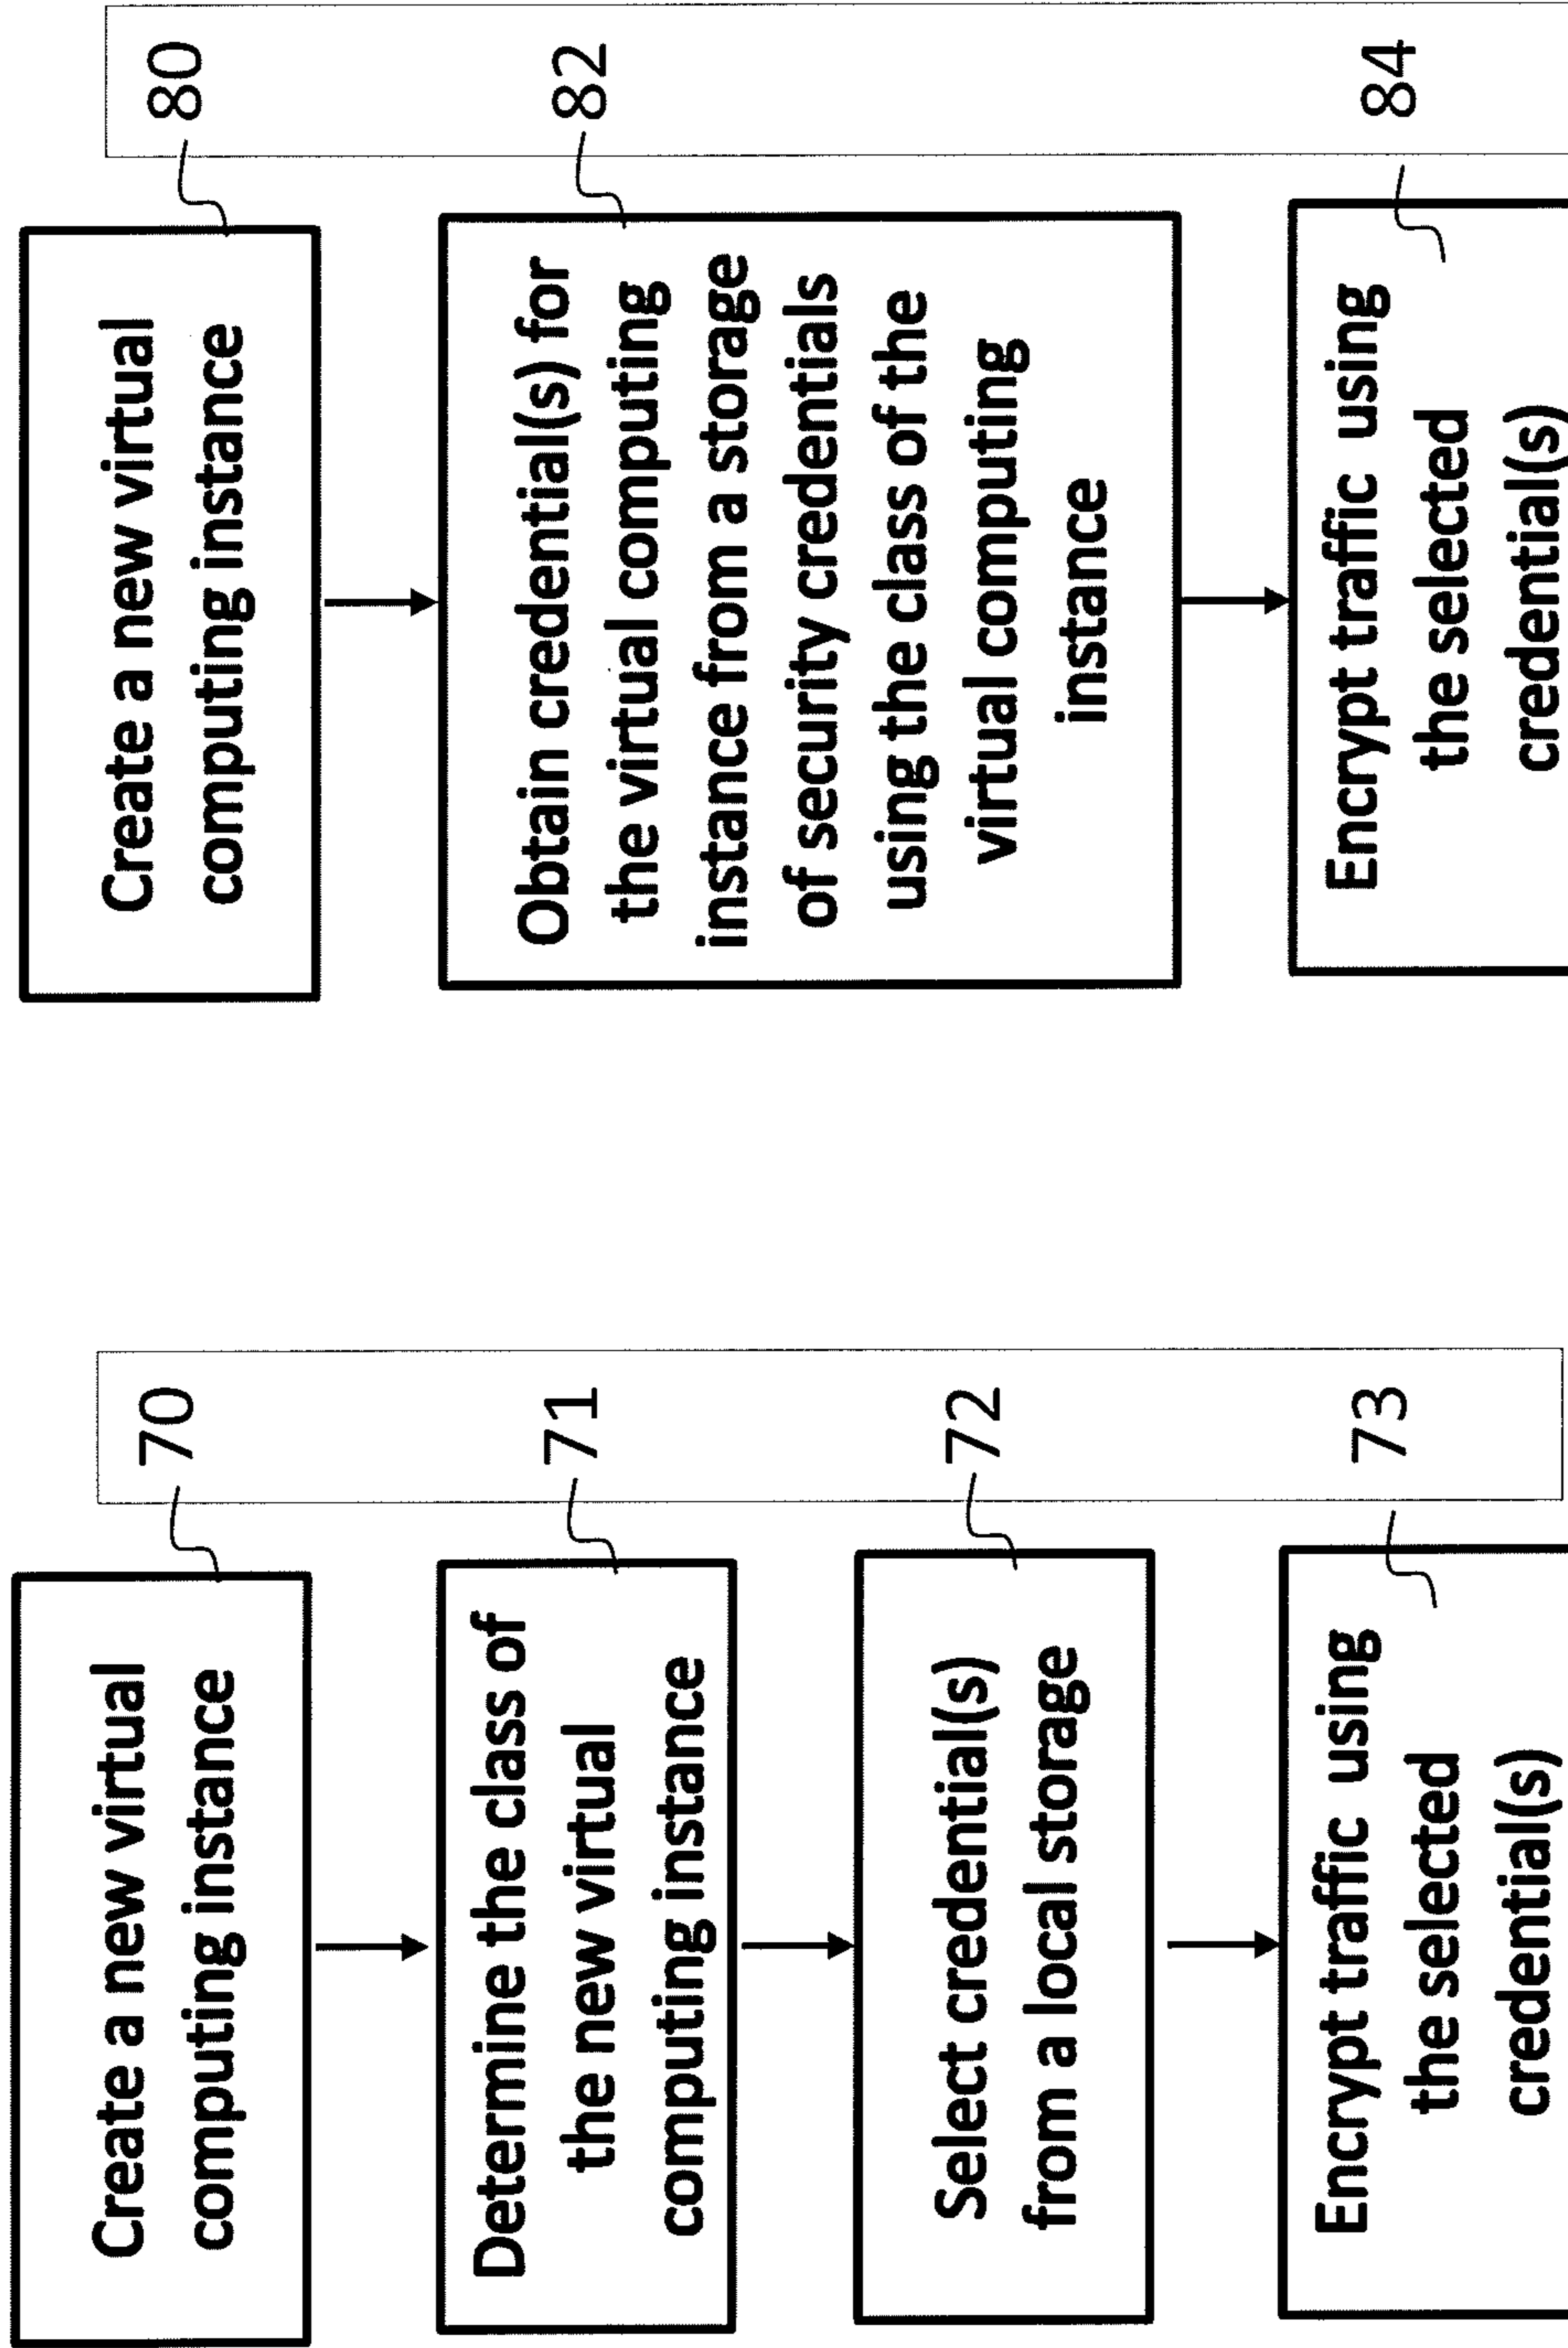 Create a new virtual
computing instance
70
Determine the class of
the new virtual
computing instance
71
Select credential(s)
from a local storage
72
Encrypt traffic using
the selected
credential(s)
73
Create a new virtual
computing instance
80
Obtain credential(s) for
the virtual computing
instance from a storage
of security credentials
using the class of the
virtual computing
instance
82
Encrypt traffic using
the selected
credential(s)
84